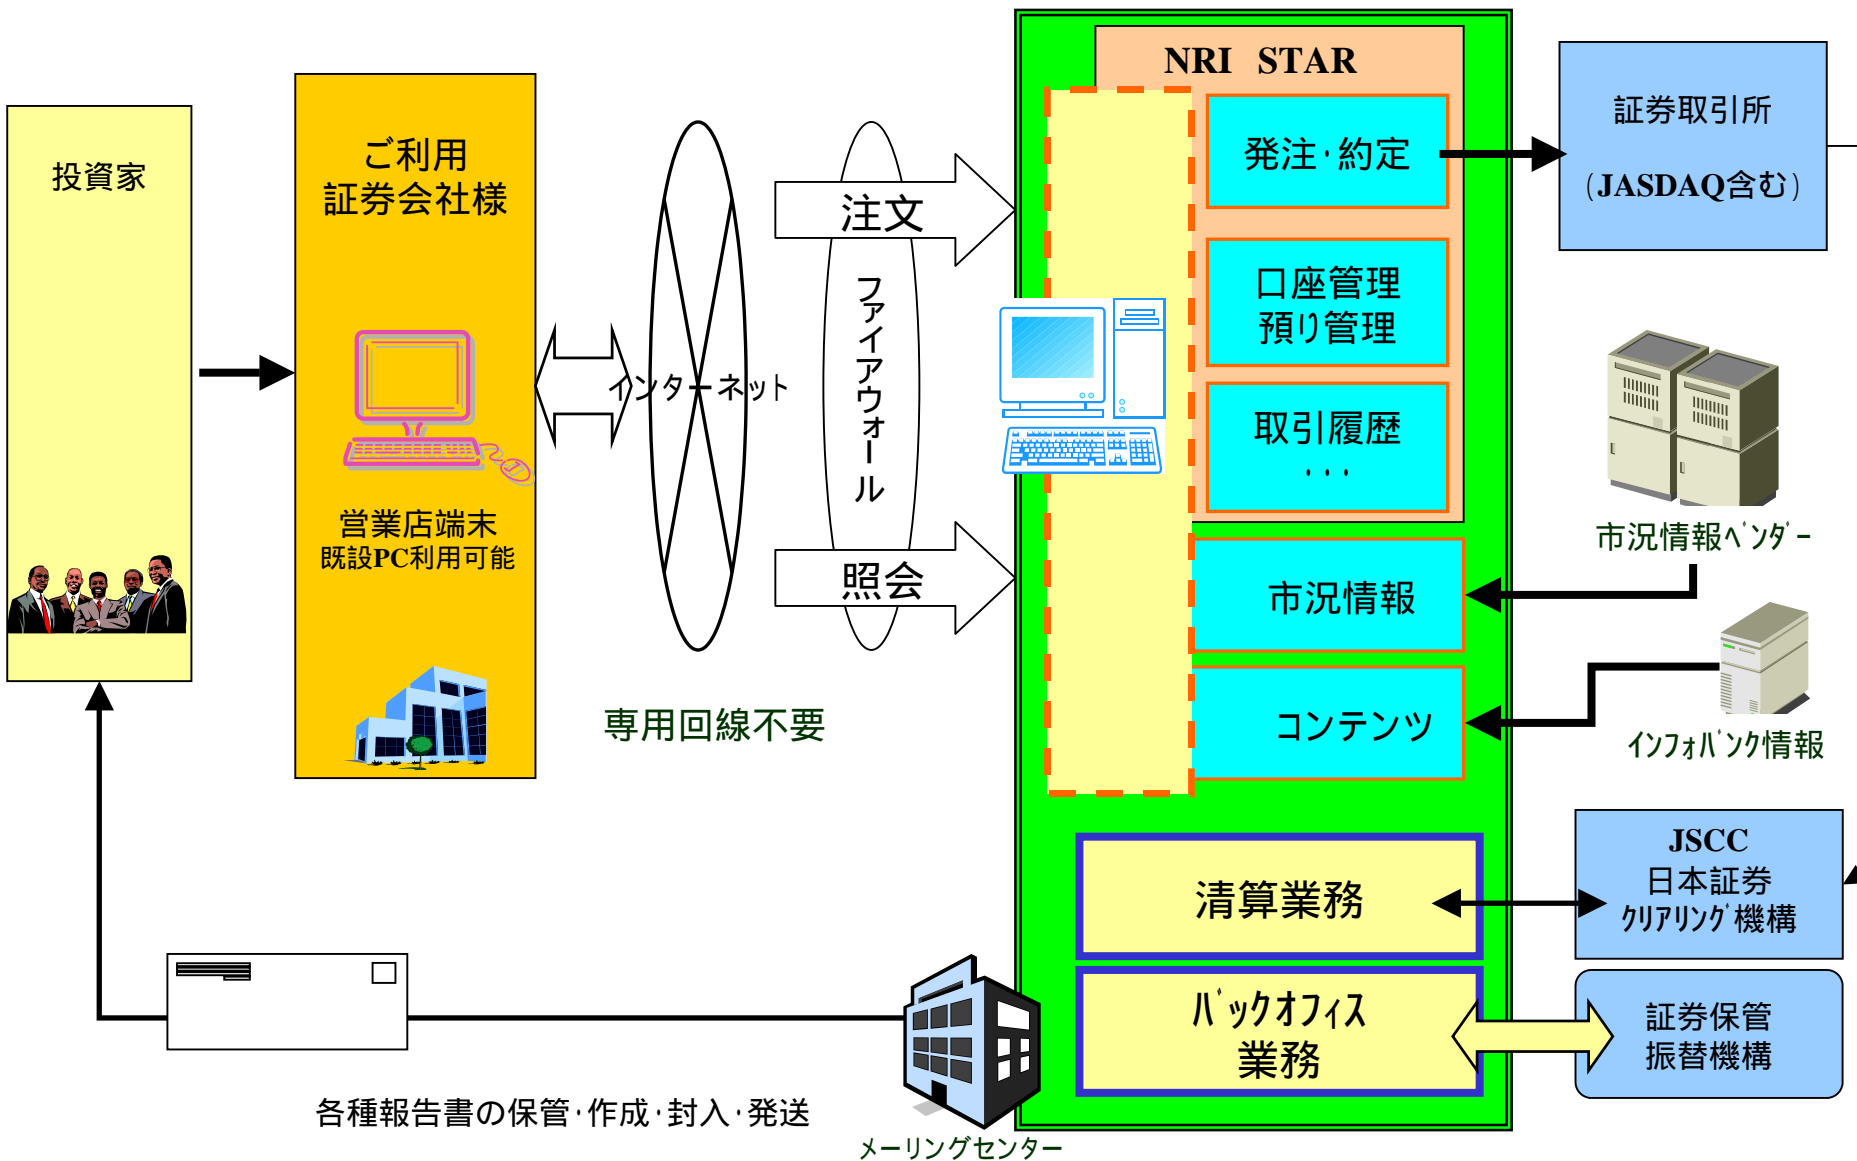 投資家
ご利用
証券会社様
営業店端末
既設PC利用可能
インターネット
専用回線不要
注文
ファイアウォール
照会
NRI STAR
発注・約定
口座管理
預り管理
取引履歴
・・・
市況情報
コンテンツ
清算業務
バックオフィス
業務
証券取引所
（JASDAQ含む）
市況情報ベンダー
インフォバンク情報
JSCC
日本証券
クリアリング機構
証券保管
振替機構
各種報告書の保管・作成・封入・発送
メーリングセンター